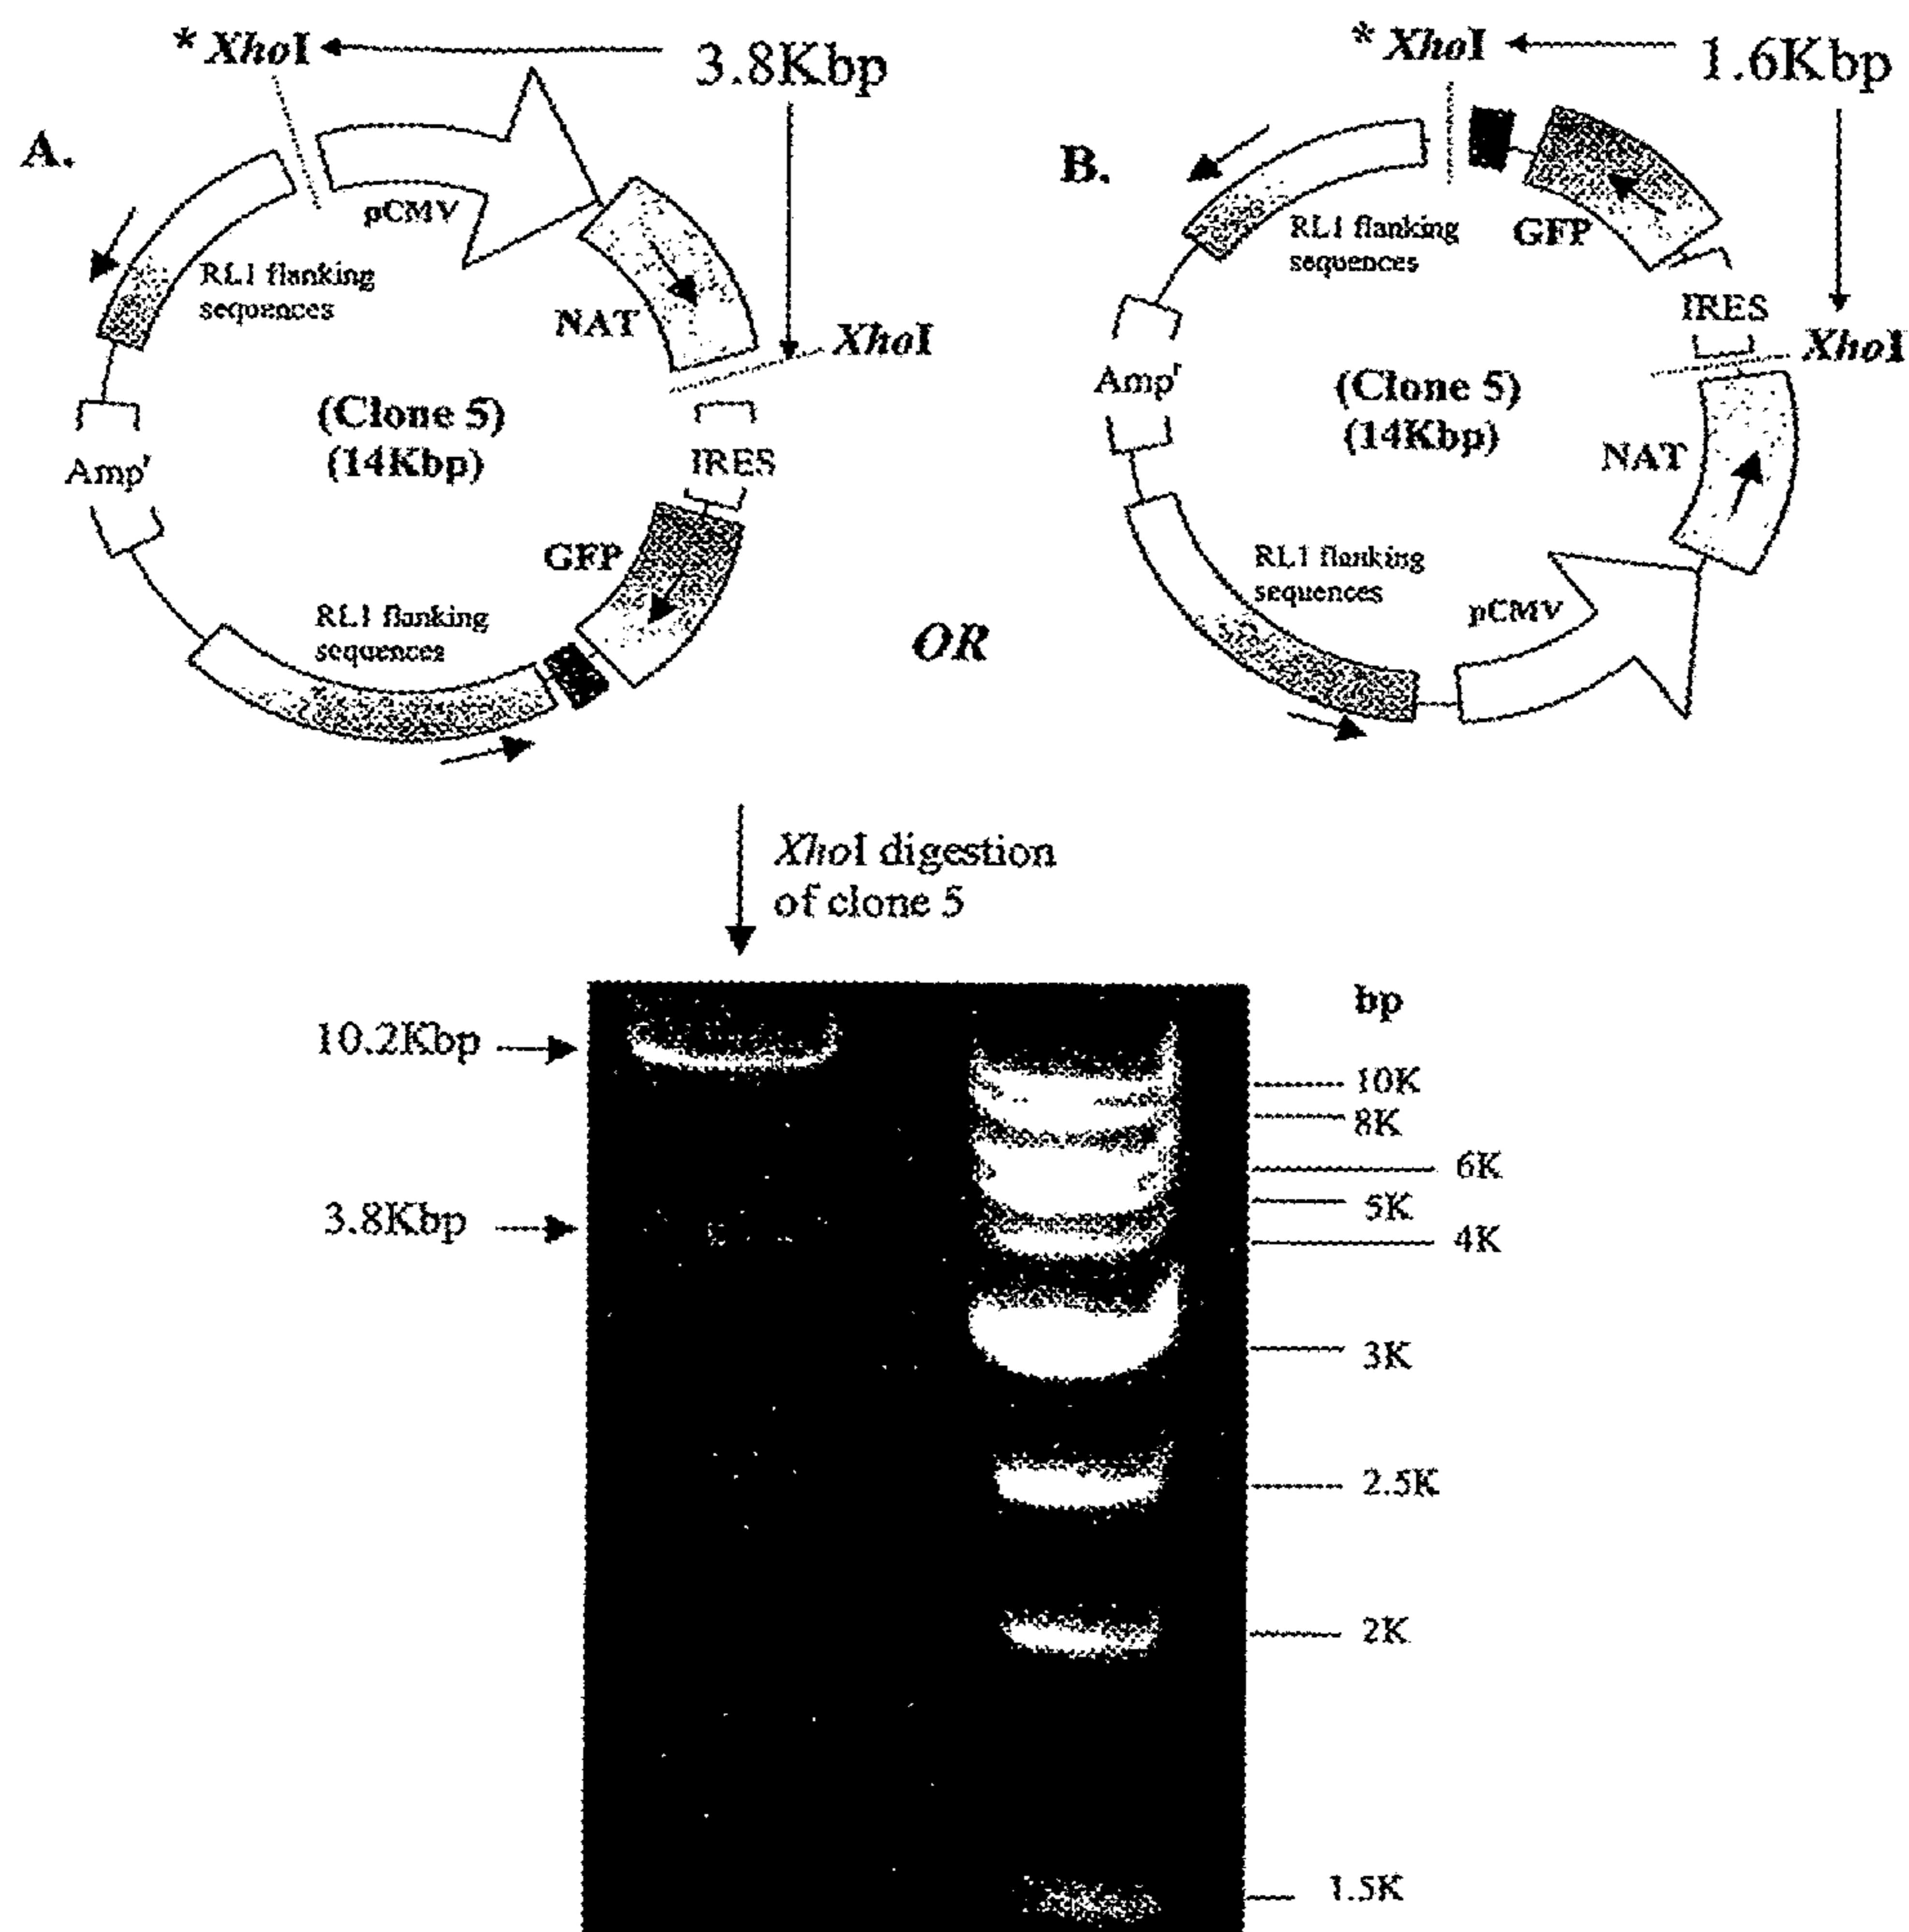 * XhoI
3.8Kbp
A.
pCMV
RL1 flanking
sequences
NAT
XhoI
(Clone 5)
(14Kbp)
Ampʳ
IRES
GFP
RL1 flanking
sequences
OR
* XhoI
1.6Kbp
B.
RL1 flanking
sequences
GFP
IRES
XhoI
Ampʳ
(Clone 5)
(14Kbp)
NAT
RL1 flanking
sequences
pCMV
XhoI digestion
of clone 5
bp
10.2Kbp
10K
8K
6K
3.8Kbp
5K
4K
3K
2.5K
2K
1.5K